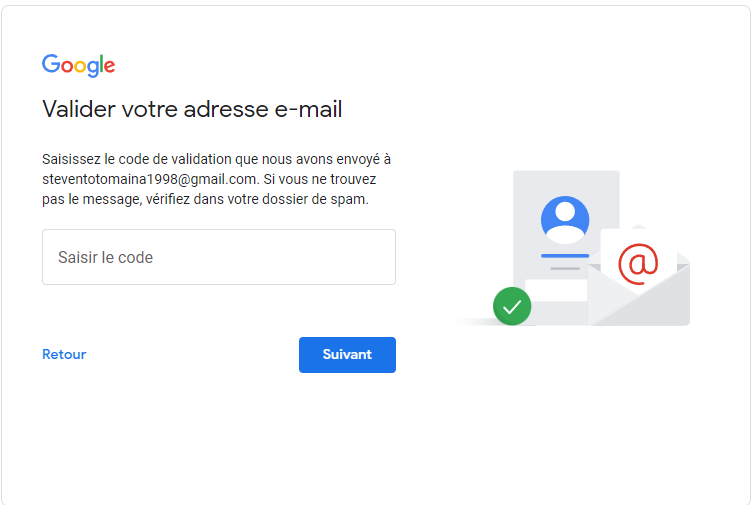 Google
Valider votre adresse e-mail
Saisissez le code de validation que nous avons envoyé à
steventotomaina1998@gmail.com. Si vous ne trouvez
pas le message, vérifiez dans votre dossier de spam.
@
Saisir le code
Retour
Suivant